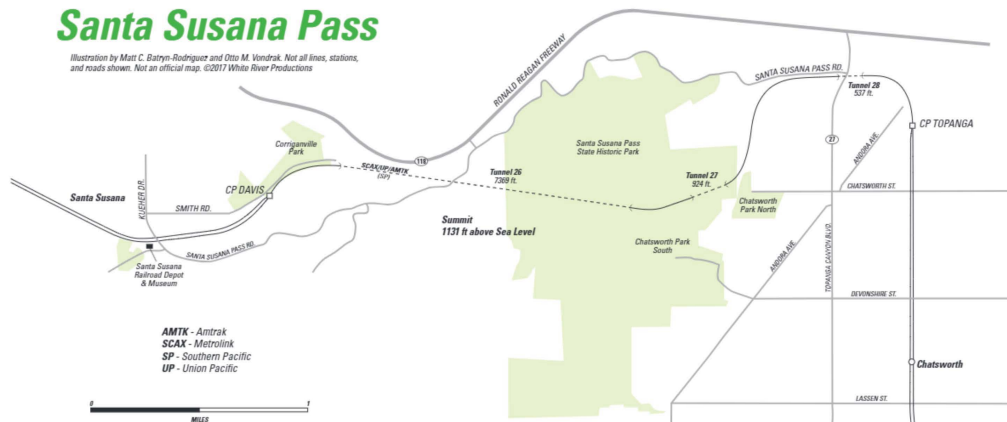 Santa Susana Pass
Illustration by Matt C. Batryn-Rodriguez and Otto M. Vondrak. Not all lines, stations,
and roads shown. Not an official map. ©2017 White River Productions
RONALD REAGAN FREEWAY
SANTA SUSANA PASS RD.
Tunnel 28
537 ft.
CP TOPANGA
27
ANDORA AVE.
Corriganville
Park
118
Santa Susana Pass
State Historic Park
SCAX/UP/AMTK
(SP)
Tunnel 26
7369 ft.
Tunnel 27
924 ft.
CP DAVIS
KUEHER DR.
Santa Susana
SMITH RD.
CHATSWORTH ST.
Chatsworth
Park North
Summit
1131 ft above Sea Level
Chatsworth Park
South
ANDORA AVE.
TOPANGA CANYON BLVD.
SANTA SUSANA PASS RD.
Santa Susana
Railroad Depot
& Museum
DEVONSHIRE ST.
AMTK - Amtrak
SCAX - Metrolink
SP - Southern Pacific
UP - Union Pacific
Chatsworth
LASSEN ST.
0
1
MILES